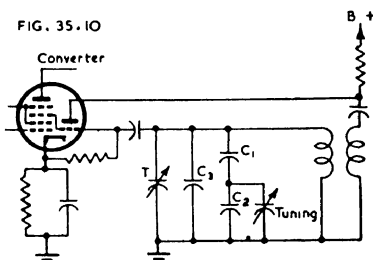 FIG. 35.10
B +
Converter
T
C3
C1
C2
Tuning